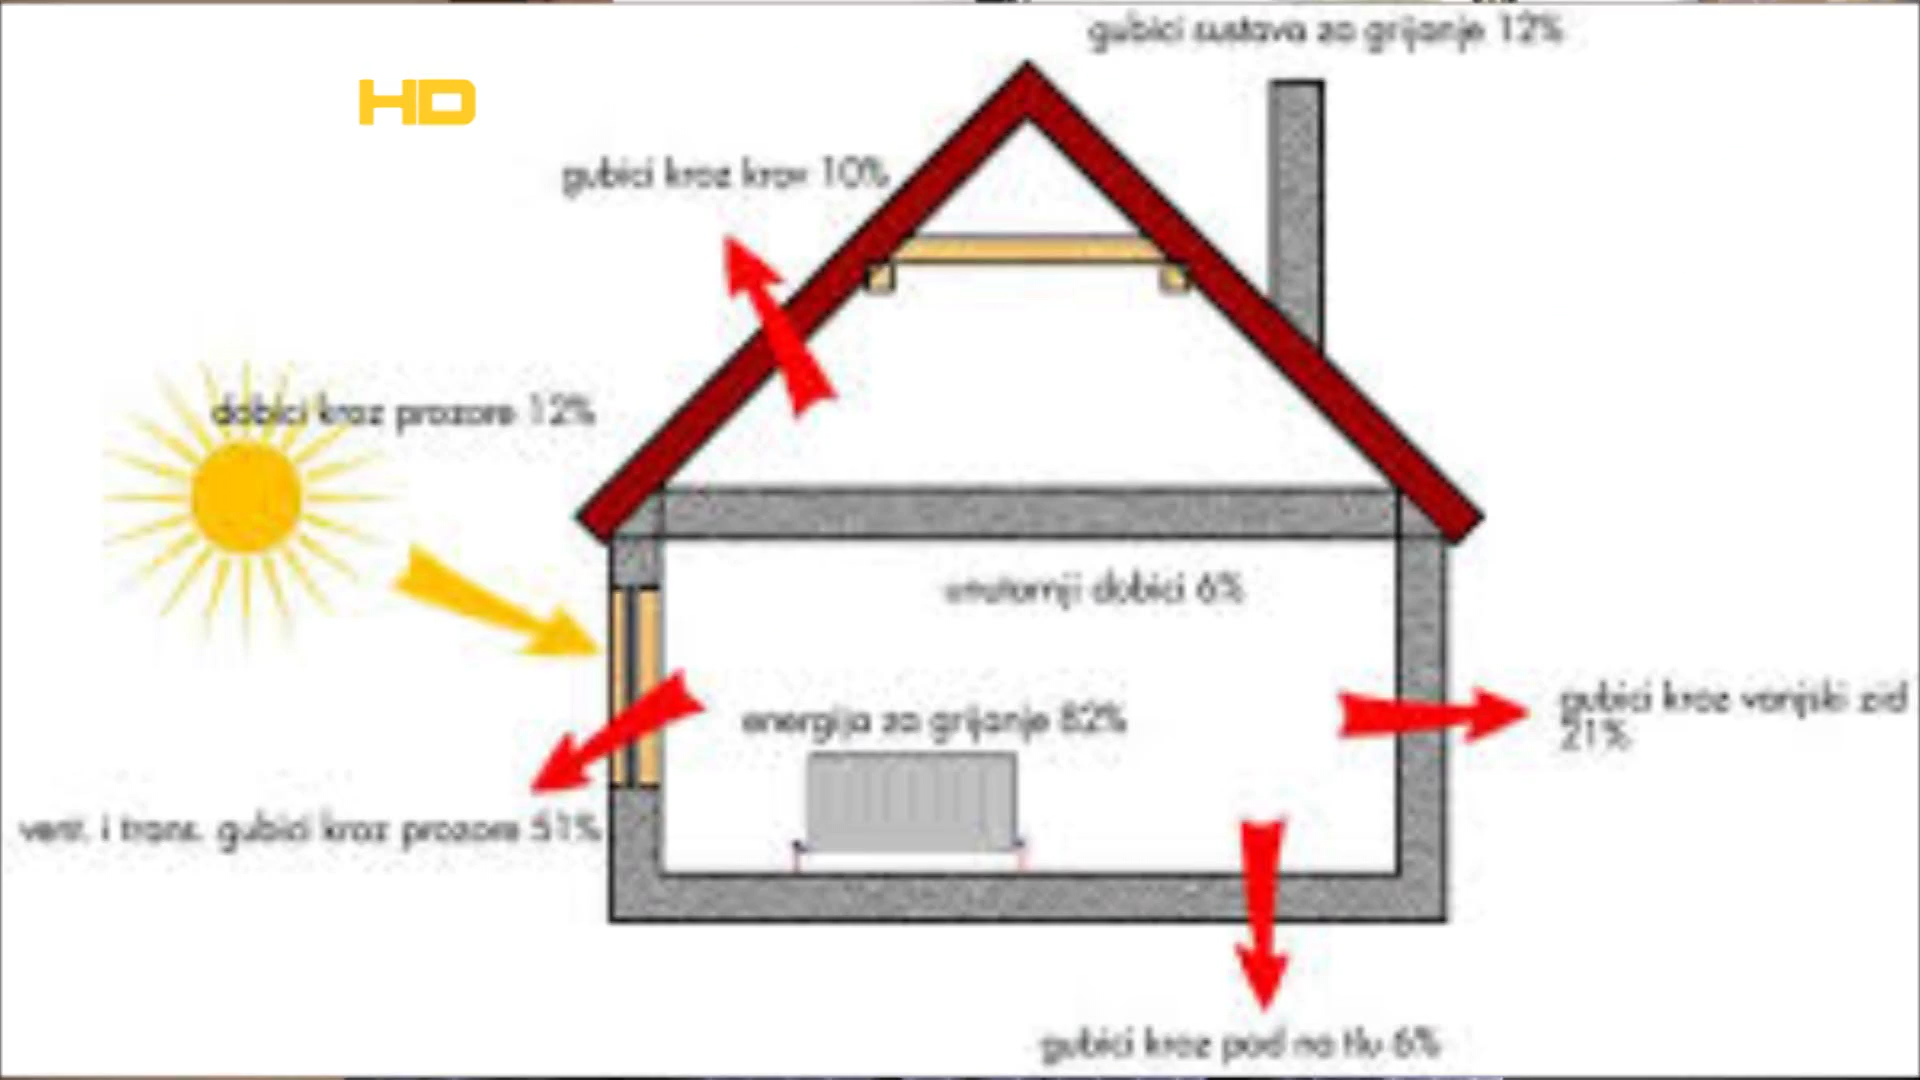 gubici sustava za grijanje 12%
HD
gubici kroz krov 10%
dobici kroz prozore 12%
unutornji dobici 6%
gubici kroz vanjski zid
21%
energija za grijanje 82%
vent. i trans. gubici kroz prozore 51%
gubici kroz pod na tlu 6%